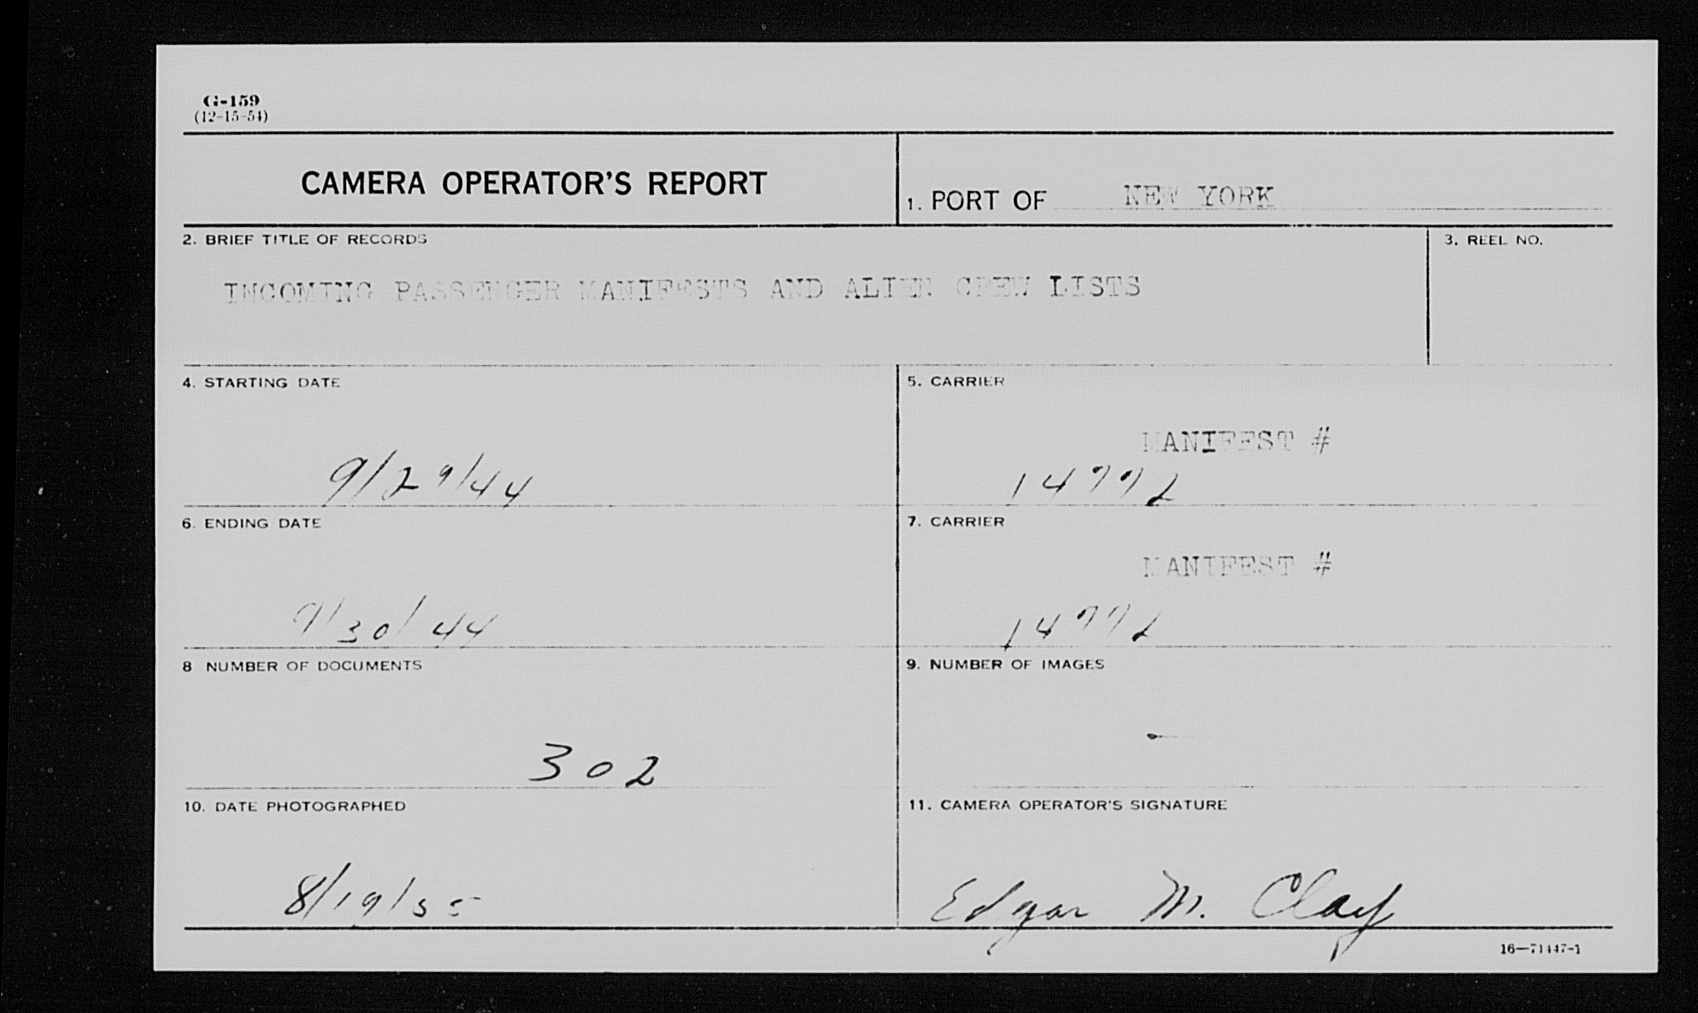 G-159
(12-15-54)
CAMERA OPERATOR'S REPORT
1. PORT OF NEW YORK
2. BRIEF TITLE OF RECORDS
INCOMING PASSENGER MANIFESTS AND ALIEN CREW LISTS
3. REEL NO.
4. STARTING DATE
9/29/44
5. CARRIER
MANIFEST #
14772
6. ENDING DATE
9/30/44
7. CARRIER
MANIFEST #
14772
8 NUMBER OF DOCUMENTS
302
9. NUMBER OF IMAGES
-
10. DATE PHOTOGRAPHED
8/19/55
11. CAMERA OPERATOR'S SIGNATURE
Edgar M. Clay
16—71447-1